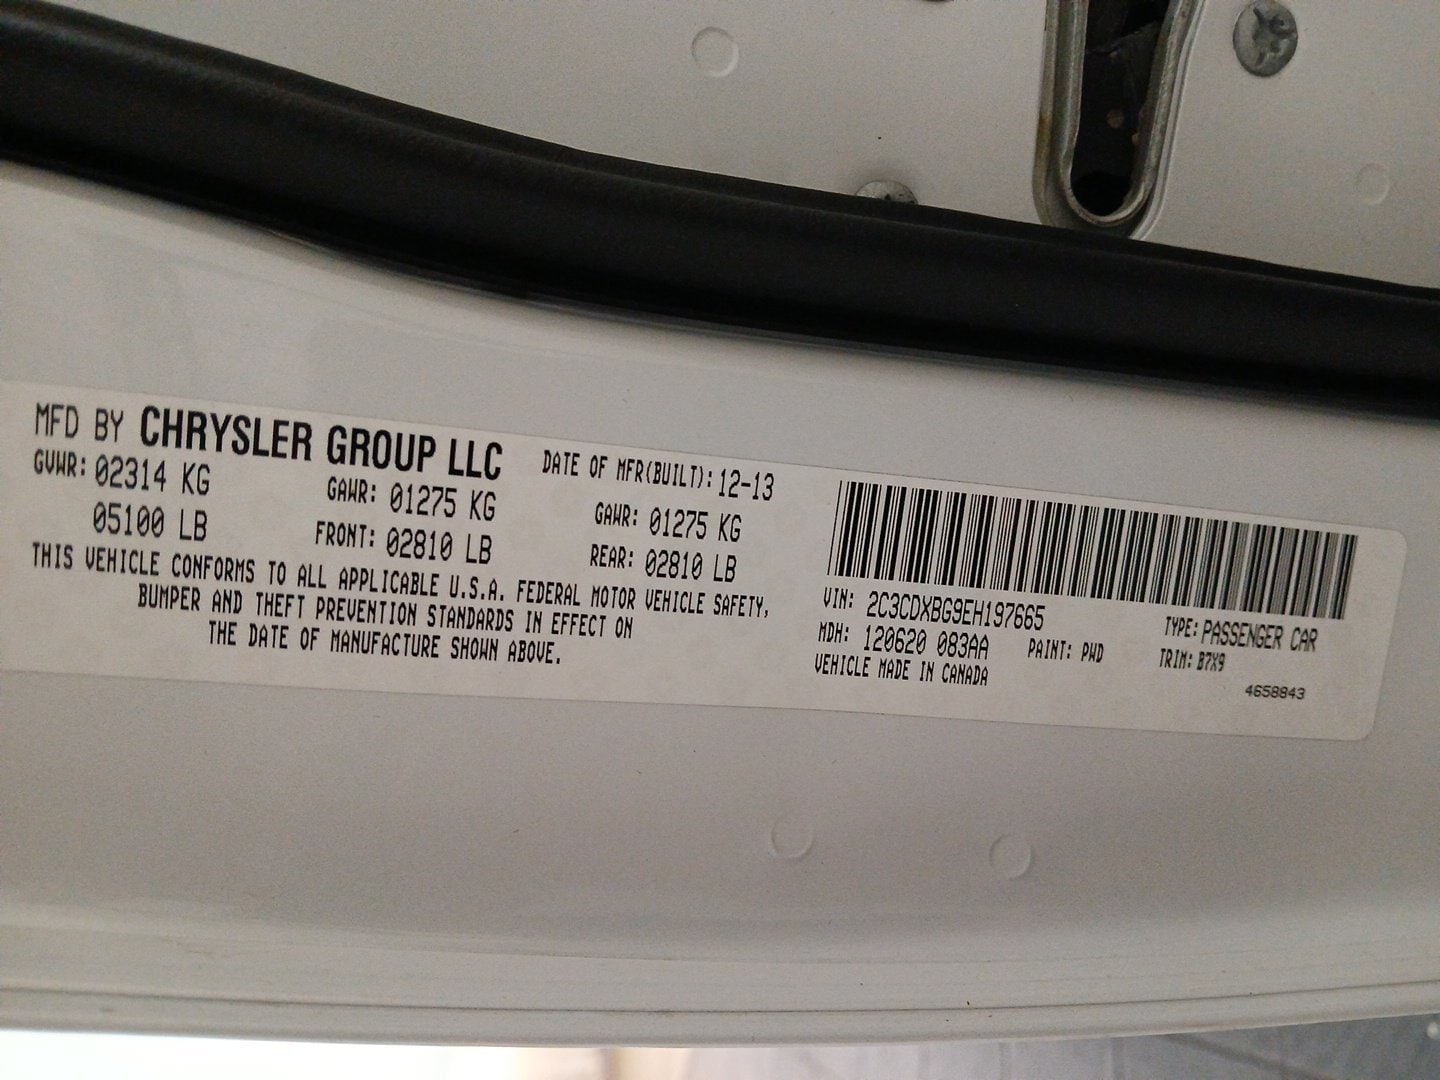 MFD BY CHRYSLER GROUP LLC
DATE OF MFR(BUILT): 12-13
GVWR: 02314 KG
05100 LB
GAWR: 01275 KG
FRONT: 02810 LB
GAWR: 01275 KG
REAR: 02810 LB
THIS VEHICLE CONFORMS TO ALL APPLICABLE U.S.A. FEDERAL MOTOR VEHICLE SAFETY,
BUMPER AND THEFT PREVENTION STANDARDS IN EFFECT ON
THE DATE OF MANUFACTURE SHOWN ABOVE.
VIN: 2C3CDXBG9EH197665
TYPE: PASSENGER CAR
MDH: 120620 083AA
PAINT: PWD
TRIM: B7X9
VEHICLE MADE IN CANADA
4658843